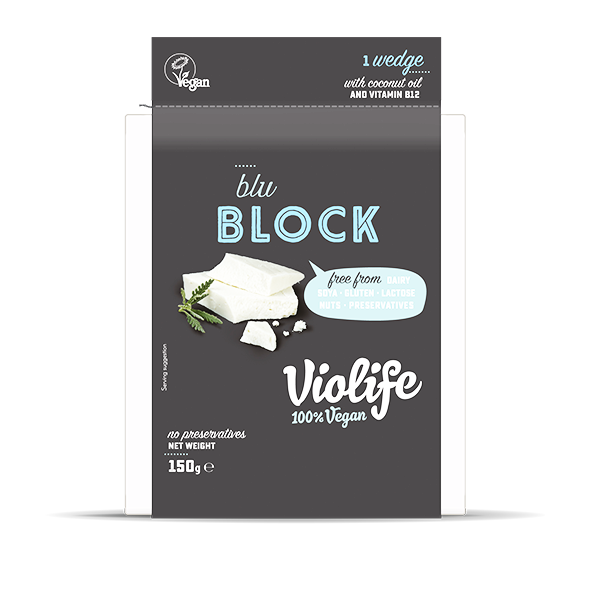 Vegan
1 wedge
with coconut oil
AND VITAMIN B12
blu
BLOCK
free from DAIRY
SOYA • GLUTEN • LACTOSE
NUTS • PRESERVATIVES
Serving suggestion
Violife
100% Vegan
no preservatives
NET WEIGHT
150g ℮